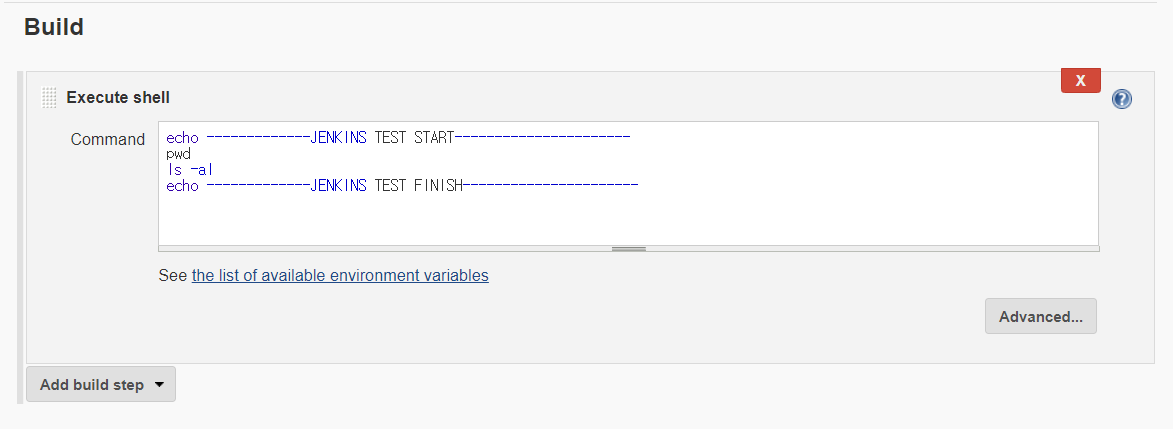 Build
Execute shell
X
?
Command
echo -------------JENKINS TEST START----------------------
pwd
ls -al
echo -------------JENKINS TEST FINISH----------------------
See the list of available environment variables
Advanced...
Add build step